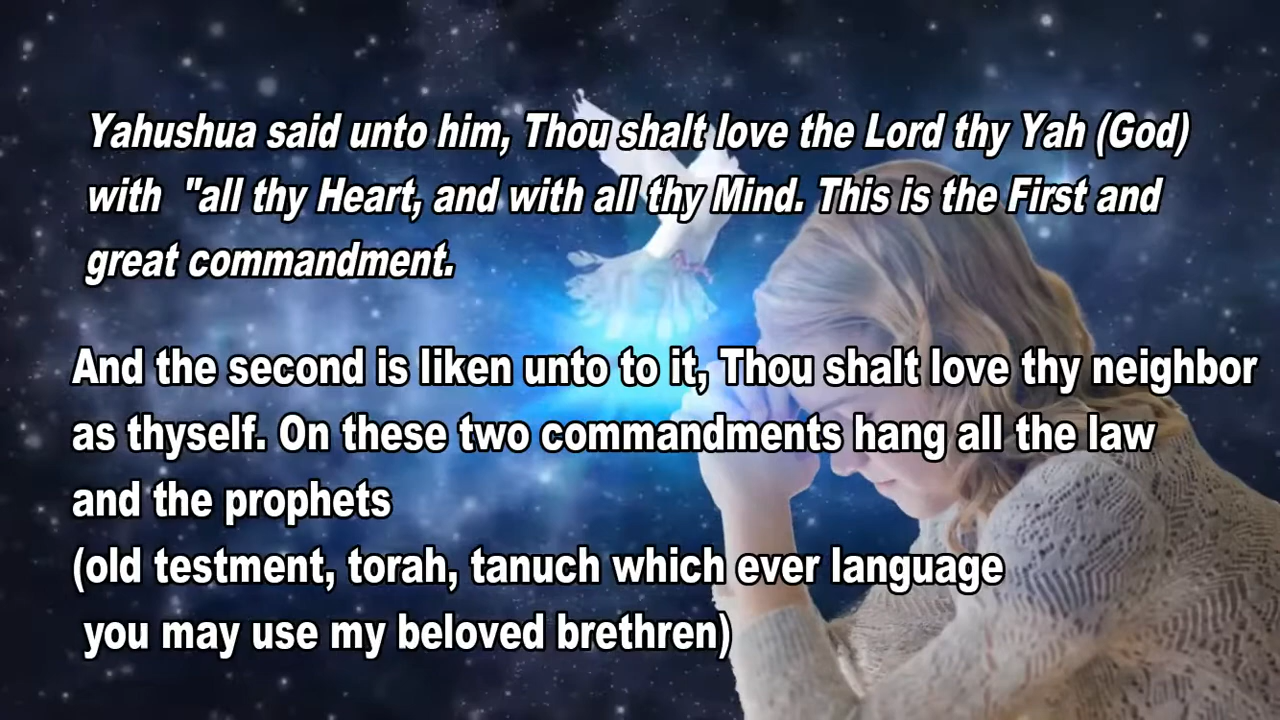 Yahushua said unto him, Thou shalt love the Lord thy Yah (God)
with "all thy Heart, and with all thy Mind. This is the First and
great commandment.
And the second is liken unto to it, Thou shalt love thy neighbor
as thyself. On these two commandments hang all the law
and the prophets
(old testment, torah, tanuch which ever language
you may use my beloved brethren)